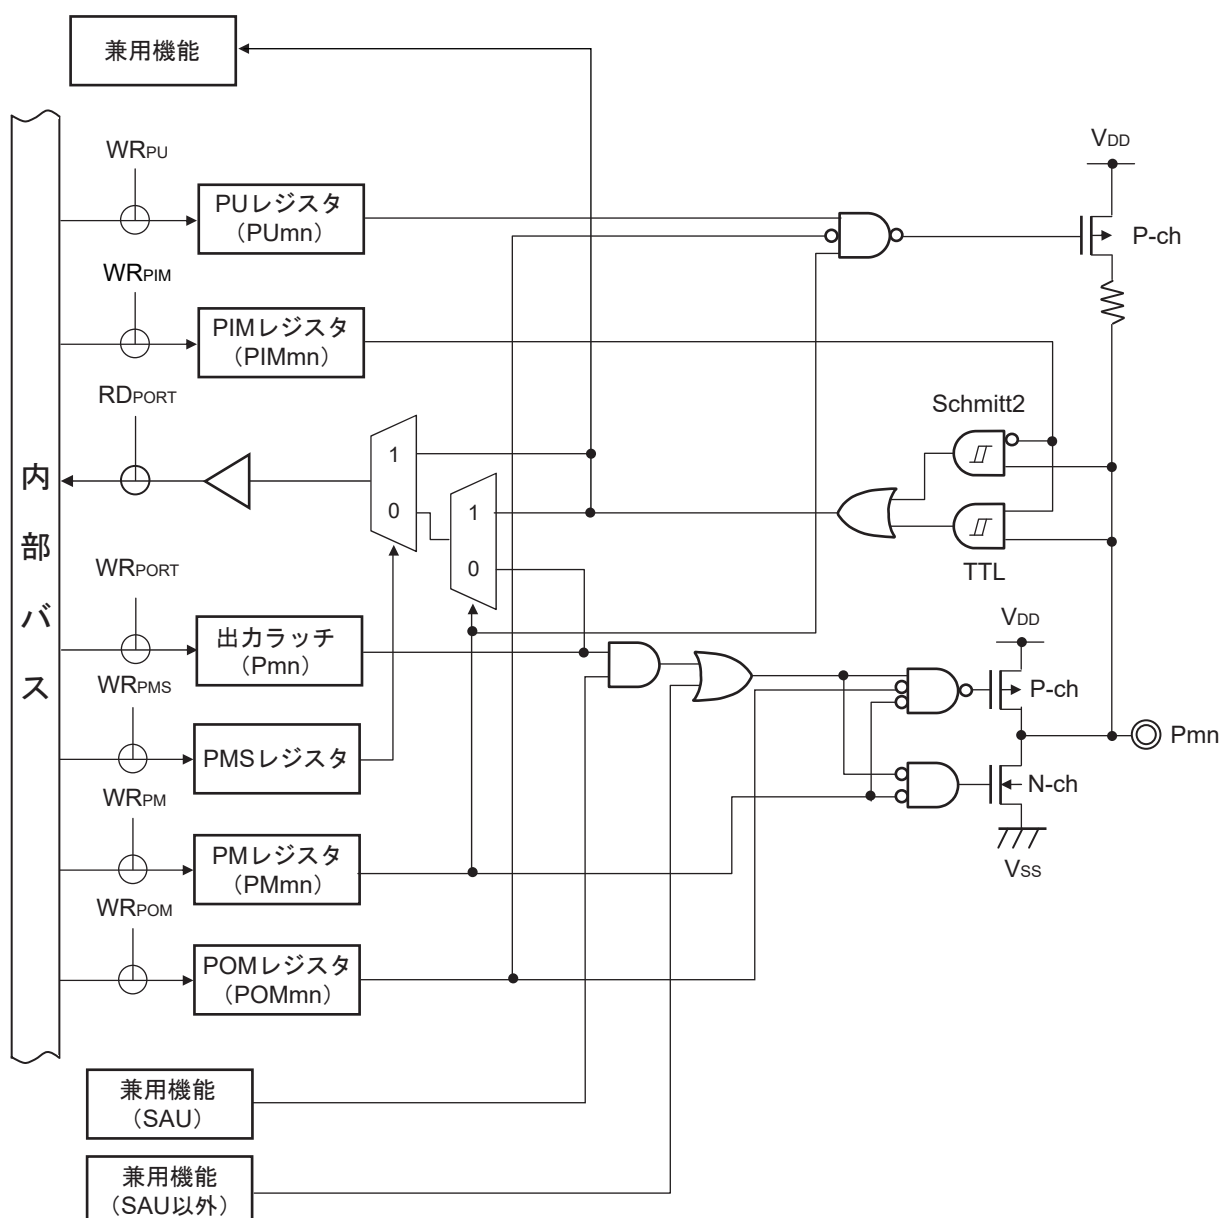 兼用機能
WRPU
PUレジスタ
（PUmn）
VDD
P-ch
WRPIM
PIMレジスタ
（PIMmn）
RDPORT
Schmitt2
1
0
1
0
TTL
内部バス
WRPORT
出力ラッチ
（Pmn）
VDD
P-ch
WRPMS
PMSレジスタ
Pmn
N-ch
WRPM
PMレジスタ
（PMmn）
VSS
WRPOM
POMレジスタ
（POMmn）
兼用機能
（SAU）
兼用機能
（SAU以外）